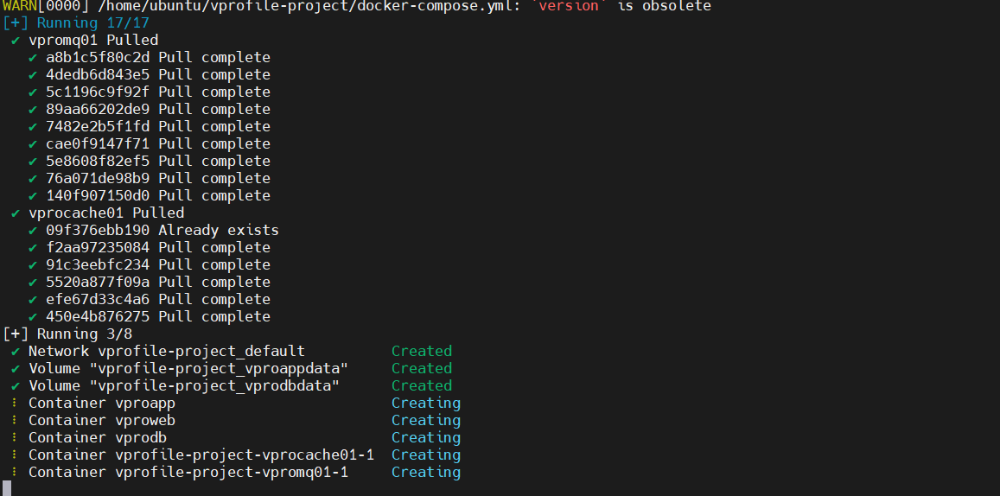 WARN[0000] /home/ubuntu/vprofile-project/docker-compose.yml: `version` is obsolete
[+] Running 17/17
✔ vpromq01 Pulled
✔ a8b1c5f80c2d Pull complete
✔ 4dedb6d843e5 Pull complete
✔ 5c1196c9f92f Pull complete
✔ 89aa66202de9 Pull complete
✔ 7482e2b5f1fd Pull complete
✔ cae0f9147f71 Pull complete
✔ 5e8608f82ef5 Pull complete
✔ 76a071de98b9 Pull complete
✔ 140f907150d0 Pull complete
✔ vprocache01 Pulled
✔ 09f376ebb190 Already exists
✔ f2aa97235084 Pull complete
✔ 91c3eebfc234 Pull complete
✔ 5520a877f09a Pull complete
✔ efe67d33c4a6 Pull complete
✔ 450e4b876275 Pull complete
[+] Running 3/8
✔ Network vprofile-project_default Created
✔ Volume "vprofile-project_vproappdata" Created
✔ Volume "vprofile-project_vprodbdata" Created
⠸ Container vproapp Creating
⠸ Container vproweb Creating
⠸ Container vprodb Creating
⠸ Container vprofile-project-vprocache01-1 Creating
⠸ Container vprofile-project-vpromq01-1 Creating